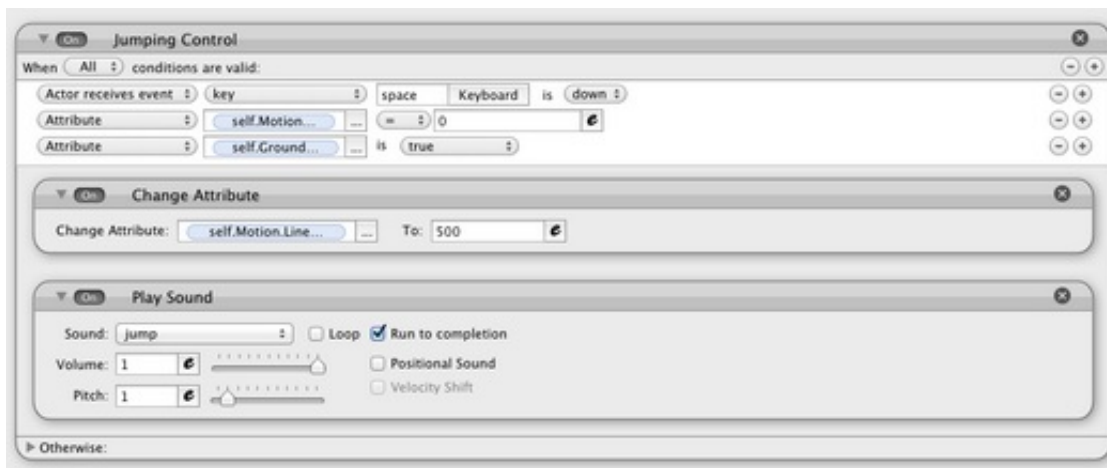 On Jumping Control
When All conditions are valid:
Actor receives event key space Keyboard is down
Attribute self.Motion... ... = 0
Attribute self.Ground... ... is true
On Change Attribute
Change Attribute: self.Motion.Line... ... To: 500
On Play Sound
Sound: jump Loop Run to completion
Volume: 1 Positional Sound
Pitch: 1 Velocity Shift
Otherwise: